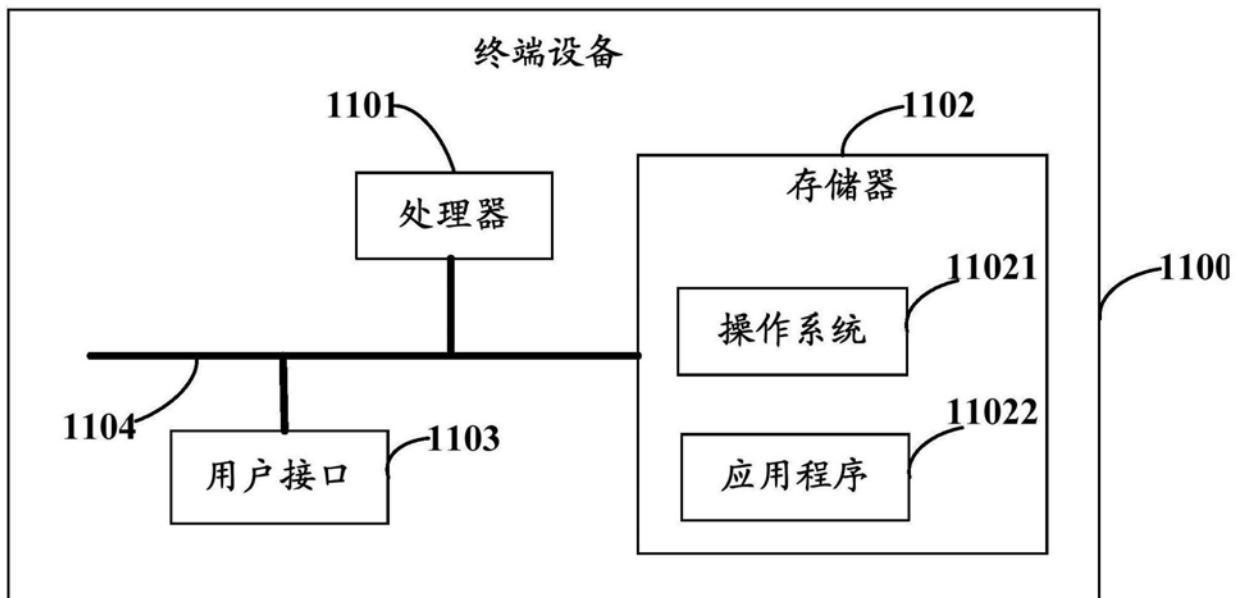 终端设备
1101
1102
处理器
存储器
11021
1100
操作系统
1104
1103
11022
用户接口
应用程序